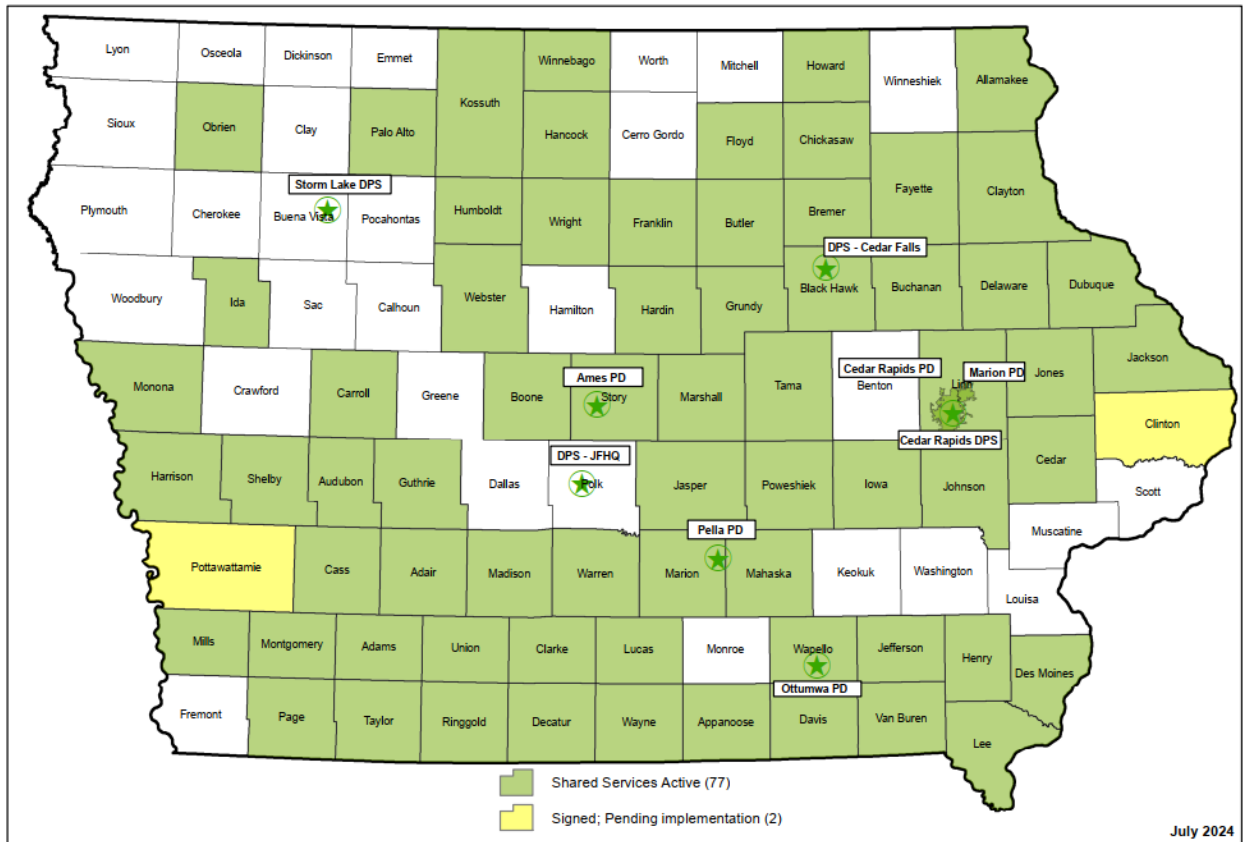 Lyon
Osceola
Dickinson
Emmet
Winnebago
Worth
Mitchell
Howard
Winneshiek
Allamakee
Kossuth
Sioux
Obrien
Clay
Palo Alto
Hancock
Cerro Gordo
Floyd
Chickasaw
Fayette
Clayton
Storm Lake DPS
Plymouth
Cherokee
Buena Vista
Pocahontas
Humboldt
Wright
Franklin
Butler
Bremer
DPS - Cedar Falls
Woodbury
Ida
Sac
Calhoun
Webster
Hamilton
Hardin
Grundy
Black Hawk
Buchanan
Delaware
Dubuque
Monona
Crawford
Carroll
Greene
Boone
Ames PD
Story
Marshall
Tama
Cedar Rapids PD
Benton
Marion PD
Linn
Jones
Jackson
Cedar Rapids DPS
Clinton
Harrison
Shelby
Audubon
Guthrie
Dallas
DPS - JFHQ
Polk
Jasper
Poweshiek
Iowa
Johnson
Cedar
Scott
Muscatine
Pella PD
Pottawattamie
Cass
Adair
Madison
Warren
Marion
Mahaska
Keokuk
Washington
Louisa
Mills
Montgomery
Adams
Union
Clarke
Lucas
Monroe
Wapello
Jefferson
Henry
Des Moines
Ottumwa PD
Fremont
Page
Taylor
Ringgold
Decatur
Wayne
Appanoose
Davis
Van Buren
Lee
Shared Services Active (77)
Signed; Pending implementation (2)
July 2024